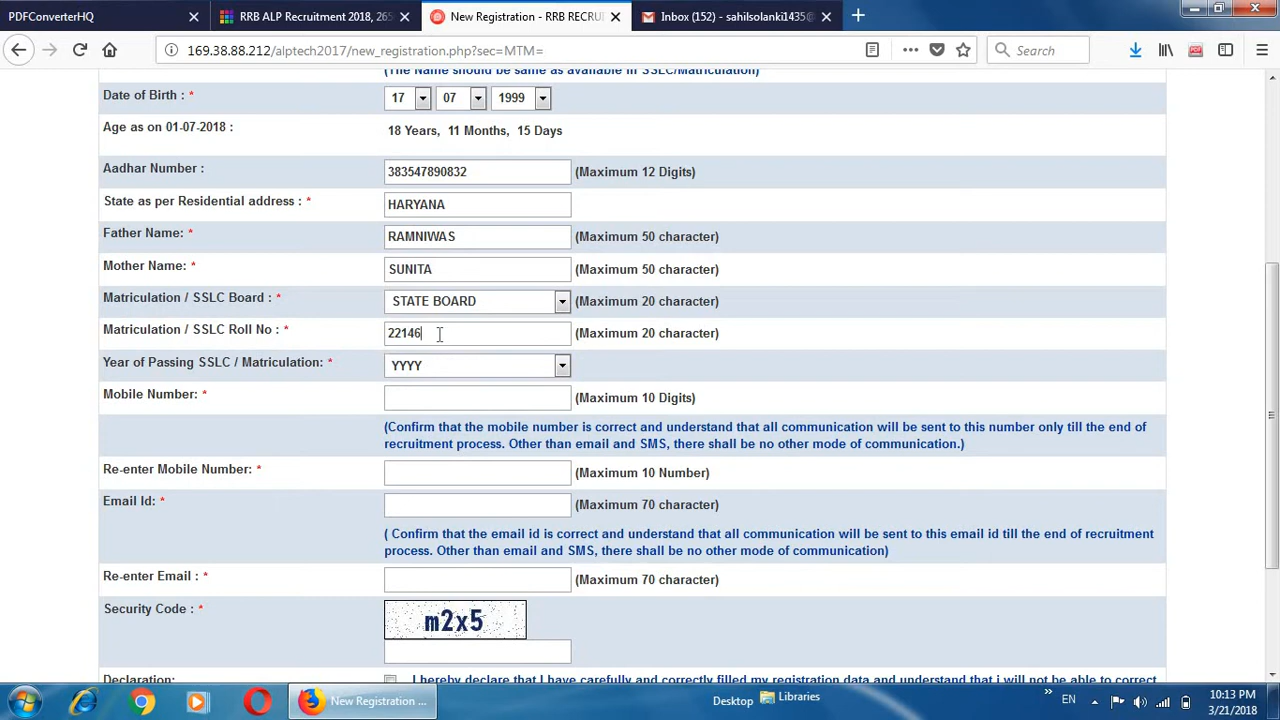 PDFConverterHQ
RRB ALP Recruitment 2018, 265
New Registration - RRB RECRU
Inbox (152) - sahilsolanki1435@
169.38.88.212/alptech2017/new_registration.php?sec=MTM=
Search
(The Name should be same as available in SSLC/Matriculation)
Date of Birth : * 17 07 1999
Age as on 01-07-2018 : 18 Years, 11 Months, 15 Days
Aadhar Number : 383547890832 (Maximum 12 Digits)
State as per Residential address : * HARYANA
Father Name: * RAMNIWAS (Maximum 50 character)
Mother Name: * SUNITA (Maximum 50 character)
Matriculation / SSLC Board : * STATE BOARD (Maximum 20 character)
Matriculation / SSLC Roll No : * 22146 (Maximum 20 character)
Year of Passing SSLC / Matriculation: * YYYY
Mobile Number: * (Maximum 10 Digits)
(Confirm that the mobile number is correct and understand that all communication will be sent to this number only till the end of
recruitment process. Other than email and SMS, there shall be no other mode of communication.)
Re-enter Mobile Number: * (Maximum 10 Number)
Email Id: * (Maximum 70 character)
( Confirm that the email id is correct and understand that all communication will be sent to this email id till the end of recruitment
process. Other than email and SMS, there shall be no other mode of communication)
Re-enter Email : * (Maximum 70 character)
Security Code : * m2x5
Declaration: I hereby declare that I have carefully and correctly filled my registration data and understand that i will not be able to correct
New Registration - ...
Desktop
Libraries
EN
10:13 PM
3/21/2018